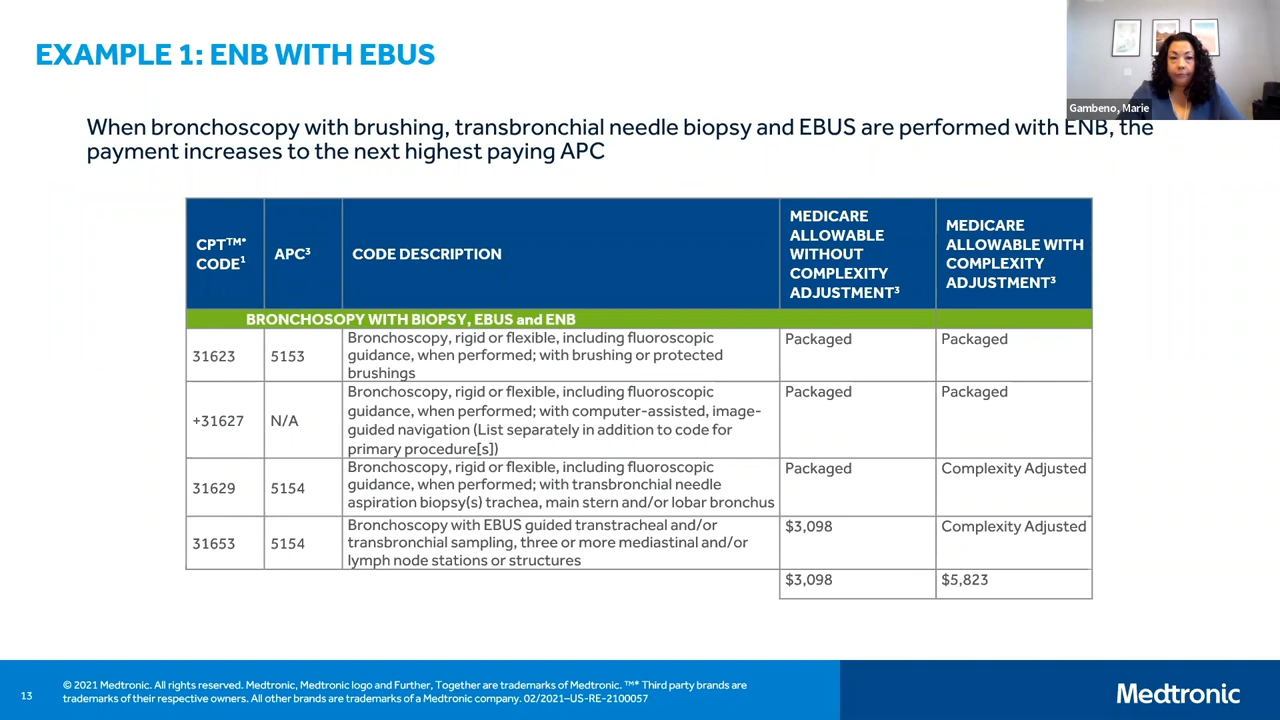 EXAMPLE 1: ENB WITH EBUS
Gambeno, Marie
When bronchoscopy with brushing, transbronchial needle biopsy and EBUS are performed with ENB, the
payment increases to the next highest paying APC
CPT™*
CODE1
APC3
CODE DESCRIPTION
MEDICARE
ALLOWABLE
WITHOUT
COMPLEXITY
ADJUSTMENT3
MEDICARE
ALLOWABLE WITH
COMPLEXITY
ADJUSTMENT3
BRONCHOSOPY WITH BIOPSY, EBUS and ENB
31623
5153
Bronchoscopy, rigid or flexible, including fluoroscopic
guidance, when performed; with brushing or protected
brushings
Packaged
Packaged
+31627
N/A
Bronchoscopy, rigid or flexible, including fluoroscopic
guidance, when performed; with computer-assisted, image-
guided navigation (List separately in addition to code for
primary procedure[s])
Packaged
Packaged
31629
5154
Bronchoscopy, rigid or flexible, including fluoroscopic
guidance, when performed; with transbronchial needle
aspiration biopsy(s) trachea, main stern and/or lobar bronchus
Packaged
Complexity Adjusted
31653
5154
Bronchoscopy with EBUS guided transtracheal and/or
transbronchial sampling, three or more mediastinal and/or
lymph node stations or structures
$3,098
Complexity Adjusted
$3,098
$5,823
13
© 2021 Medtronic. All rights reserved. Medtronic, Medtronic logo and Further, Together are trademarks of Medtronic. ™* Third party brands are
trademarks of their respective owners. All other brands are trademarks of a Medtronic company. 02/2021–US-RE-2100057
Medtronic